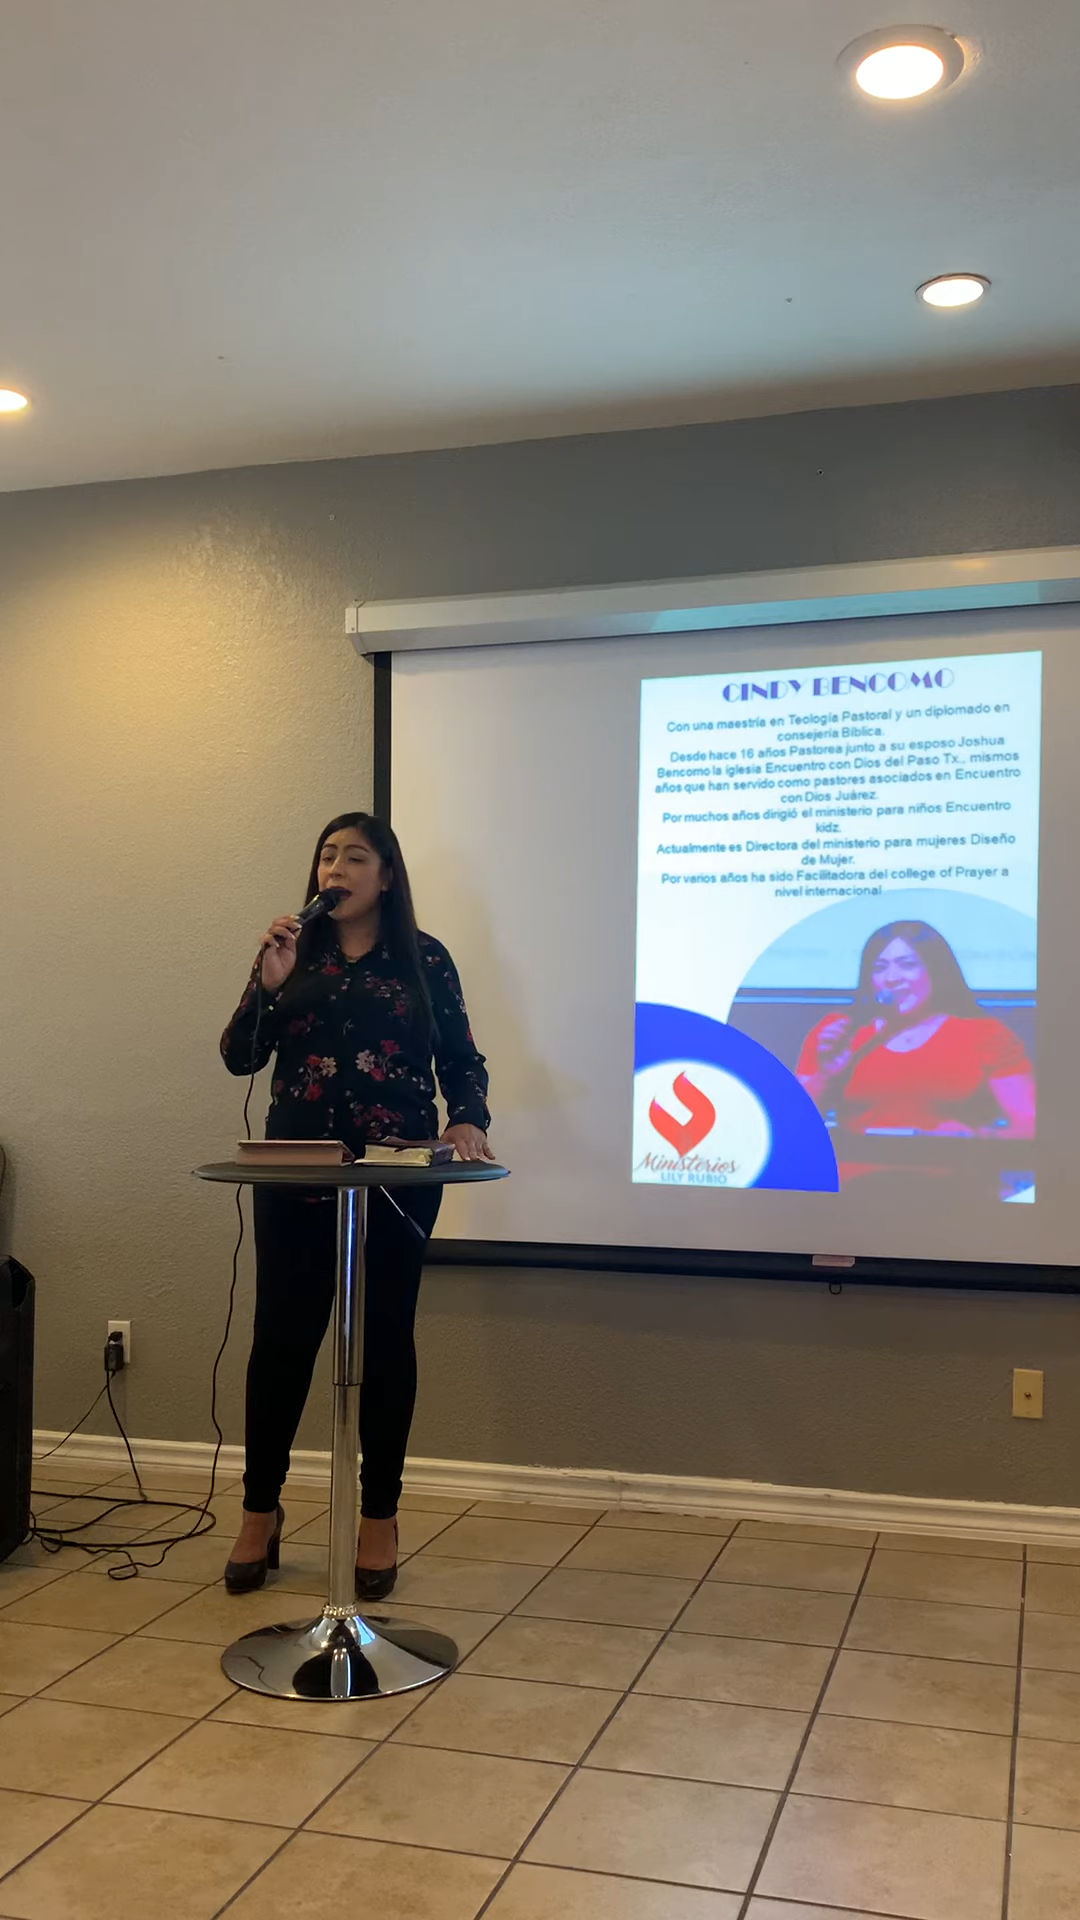 CINDY BENCOMO
Con una maestría en Teología Pastoral y un diplomado en
consejería Bíblica.
Desde hace 16 años Pastorea junto a su esposo Joshua
Bencomo la iglesia Encuentro con Dios del Paso Tx., mismos
años que han servido como pastores asociados en Encuentro
con Dios Juárez.
Por muchos años dirigió el ministerio para niños Encuentro
kidz.
Actualmente es Directora del ministerio para mujeres Diseño
de Mujer.
Por varios años ha sido Facilitadora del college of Prayer a
nivel internacional
Ministerios
LILY RUBIO